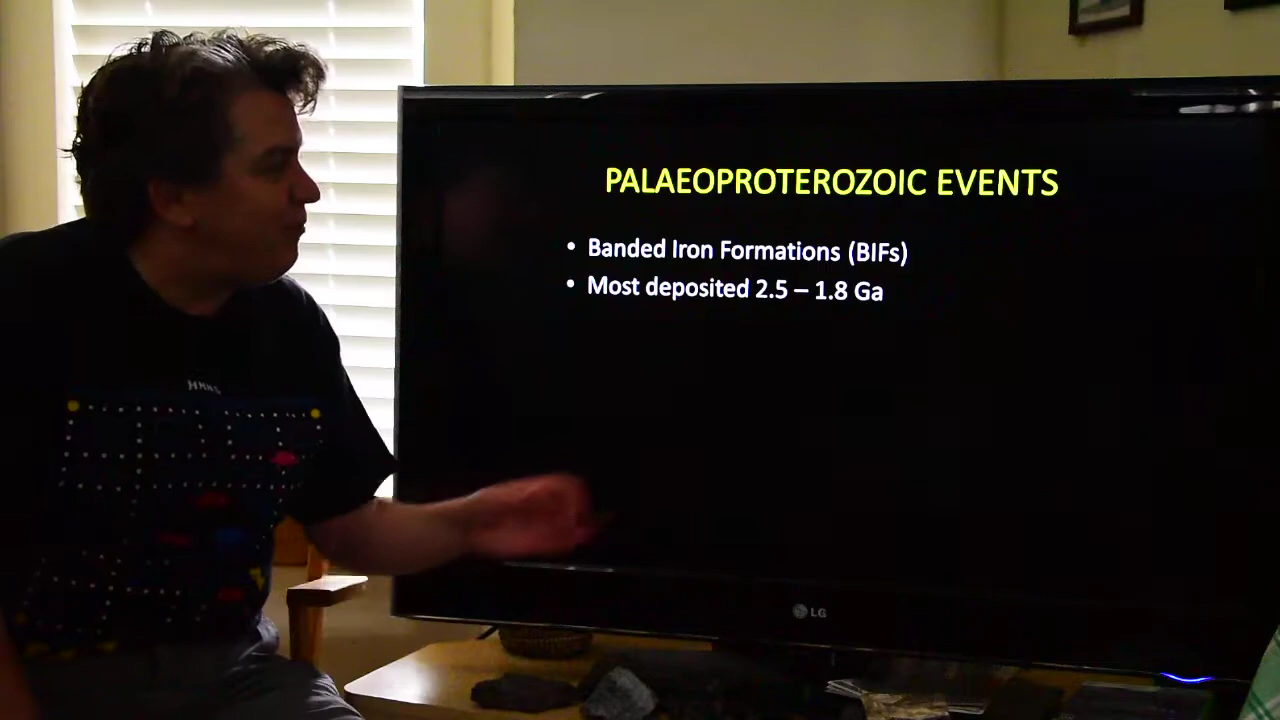 PALAEOPROTEROZOIC EVENTS
• Banded Iron Formations (BIFs)
• Most deposited 2.5 – 1.8 Ga
LG